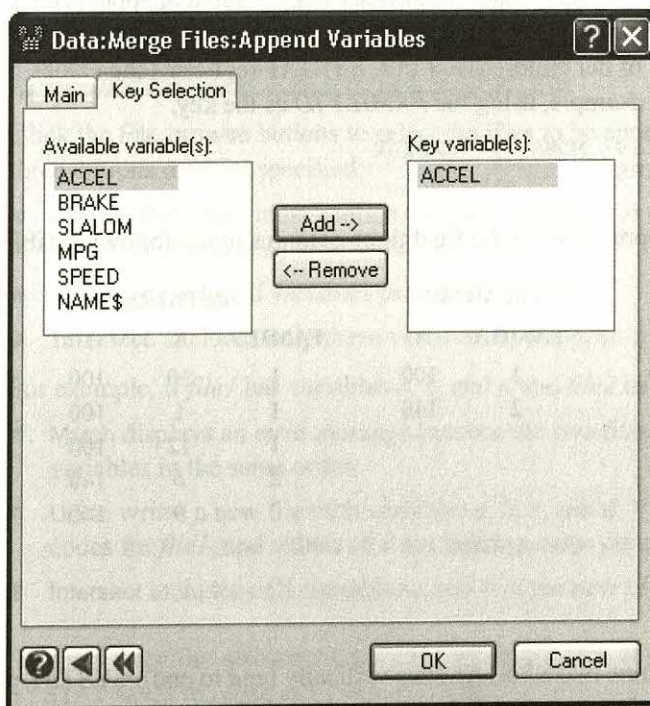 Data:Merge Files:Append Variables
Main
Key Selection
Available variable(s):
ACCEL
BRAKE
SLALOM
MPG
SPEED
NAME$
Add -->
<-- Remove
Key variable(s):
ACCEL
OK
Cancel